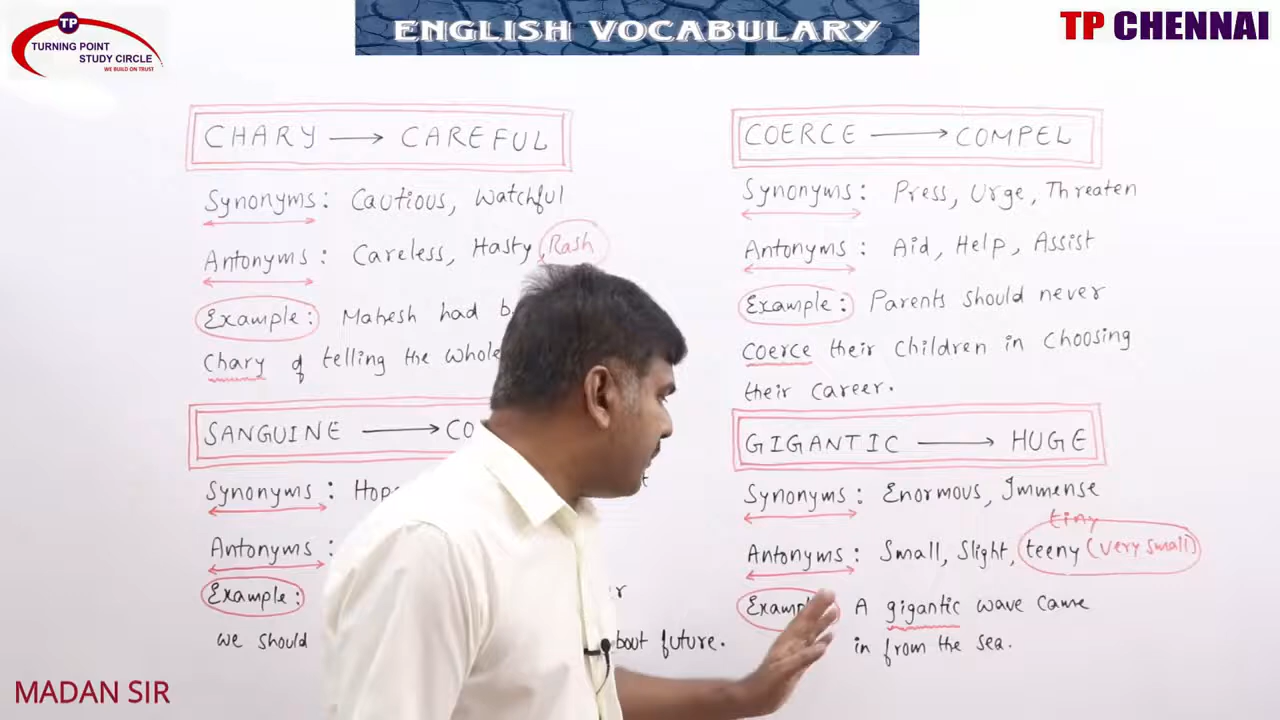 TP
TURNING POINT
STUDY CIRCLE
WE BUILD ON TRUST
ENGLISH VOCABULARY
TP CHENNAI
CHARY → CAREFUL
Synonyms: Cautious, Watchful
Antonyms: Careless, Hasty, Rash
Example: Mahesh had
chary of telling the whole
SANGUINE →
Synonyms:
Antonyms:
Example:
we should
future.
COERCE → COMPEL
Synonyms: Press, Urge, Threaten
Antonyms: Aid, Help, Assist
Example: Parents should never
coerce their children in choosing
their career.
GIGANTIC → HUGE
Synonyms: Enormous, Immense
tiny
Antonyms: Small, Slight, teeny (very small)
A gigantic wave came
in from the sea.
MADAN SIR